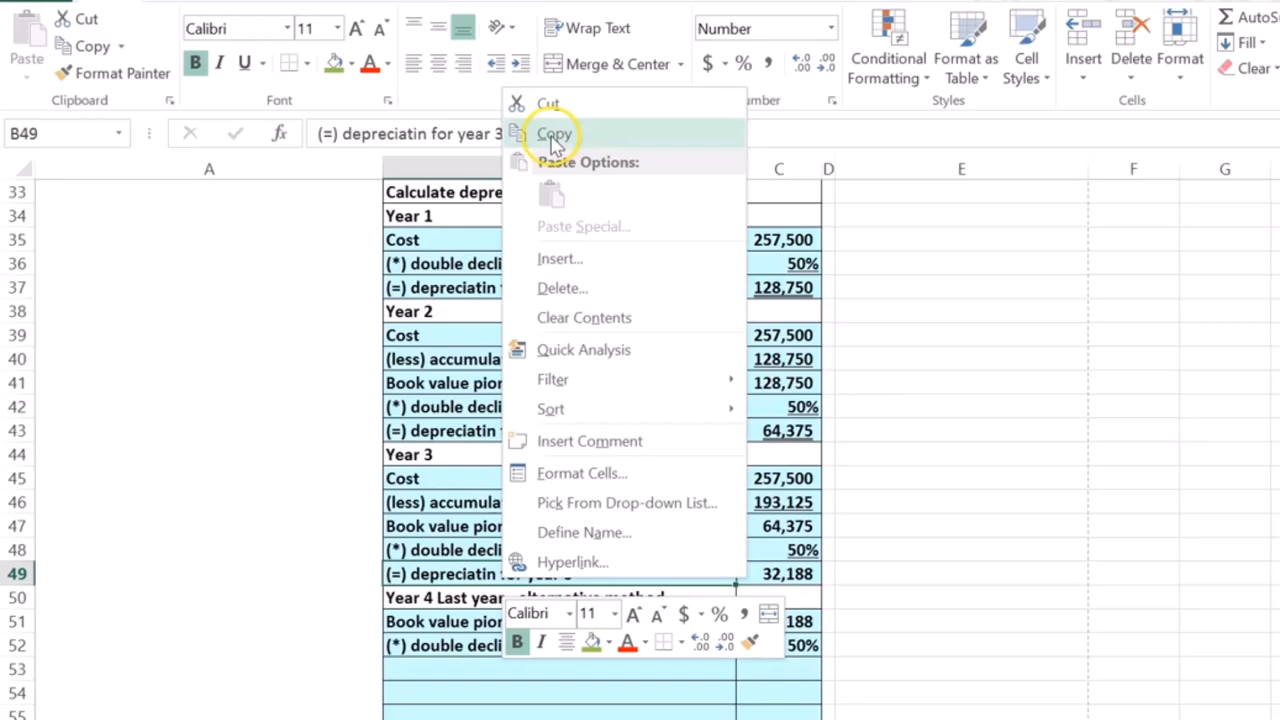 Cut
Calibri 11
Wrap Text
Number
AutoS
Copy
Fill
Paste
Format Painter
B I U A
Merge & Center
$ % ,
Conditional Formatting
Format as Table
Cell Styles
Insert
Delete
Format
Clear
Clipboard
Font
umber
Styles
Cells
B49
fx
(=) depreciatin for year 3
A C D E F G
33 Calculate depre
34 Year 1
35 Cost 257,500
36 (*) double decli 50%
37 (=) depreciatin 128,750
38 Year 2
39 Cost 257,500
40 (less) accumula 128,750
41 Book value pior 128,750
42 (*) double decli 50%
43 (=) depreciatin 64,375
44 Year 3
45 Cost 257,500
46 (less) accumula 193,125
47 Book value pior 64,375
48 (*) double decli 50%
49 (=) depreciatin 32,188
50 Year 4 Last year alternative method
51 Book value pior 188
52 (*) double decli 50%
53
54
55
Cut
Copy
Paste Options:
Paste Special...
Insert...
Delete...
Clear Contents
Quick Analysis
Filter
Sort
Insert Comment
Format Cells...
Pick From Drop-down List...
Define Name...
Hyperlink...
Calibri 11 A A $ % ,
B I A